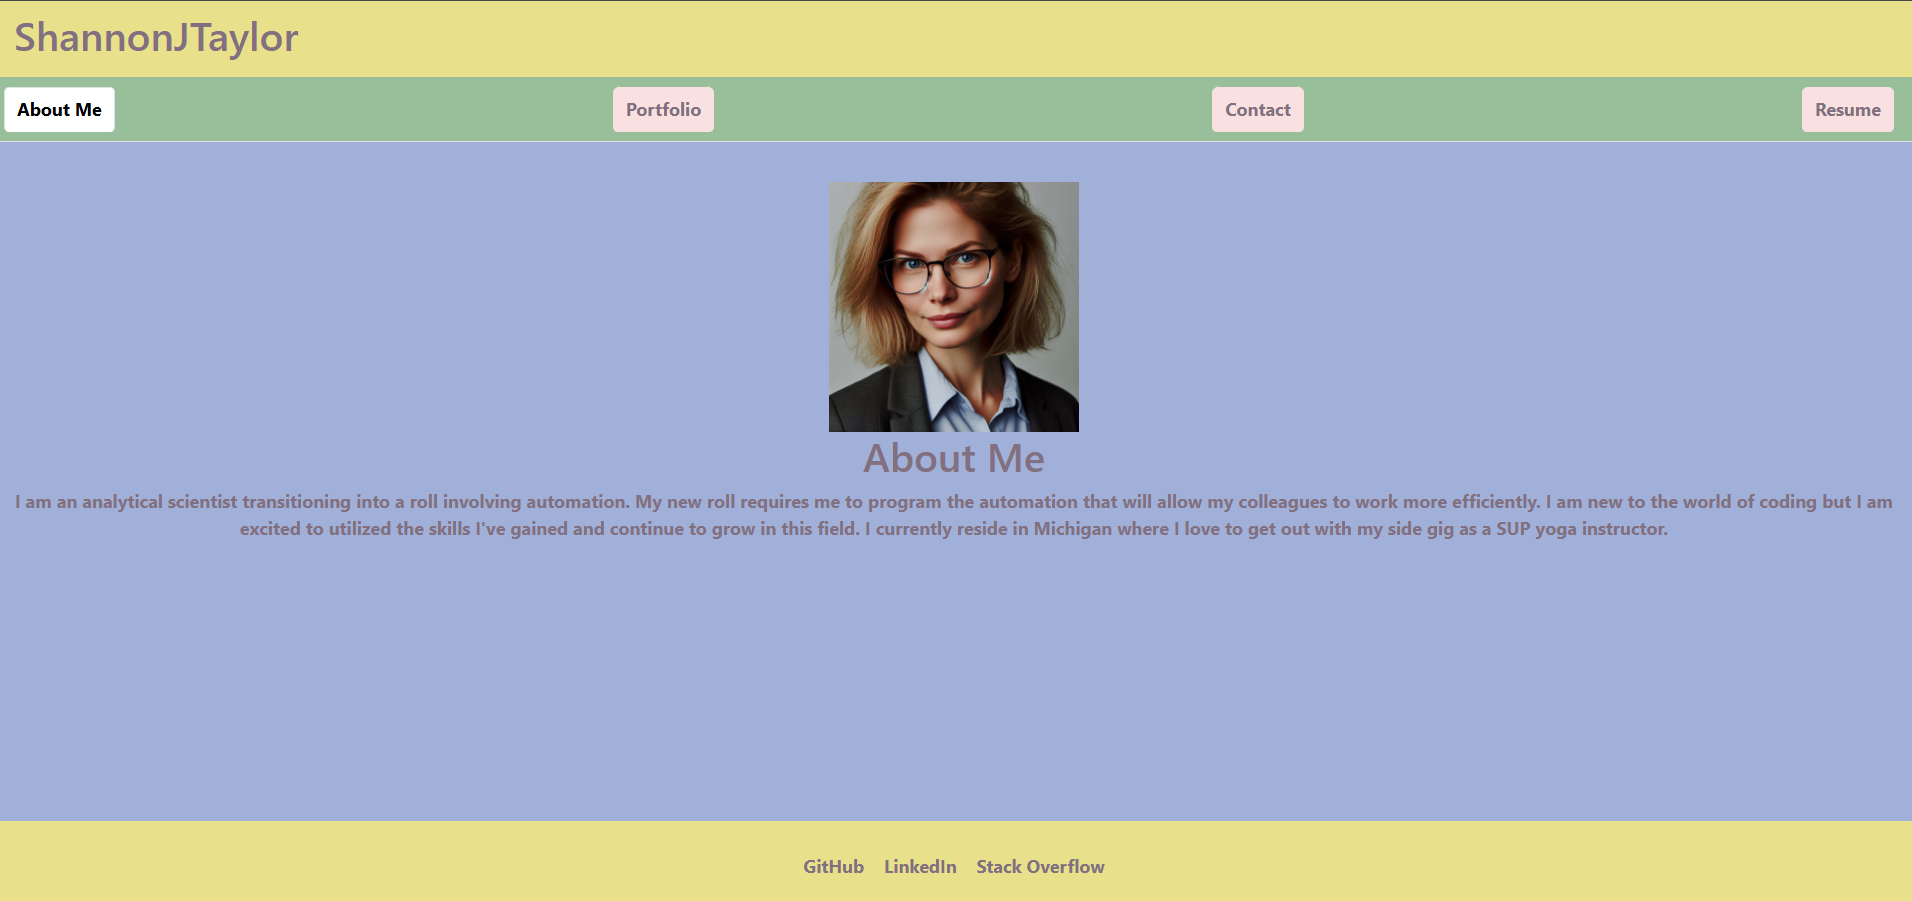 ShannonJTaylor
About Me
Portfolio
Contact
Resume
About Me
I am an analytical scientist transitioning into a roll involving automation. My new roll requires me to program the automation that will allow my colleagues to work more efficiently. I am new to the world of coding but I am
excited to utilized the skills I've gained and continue to grow in this field. I currently reside in Michigan where I love to get out with my side gig as a SUP yoga instructor.
GitHub LinkedIn Stack Overflow